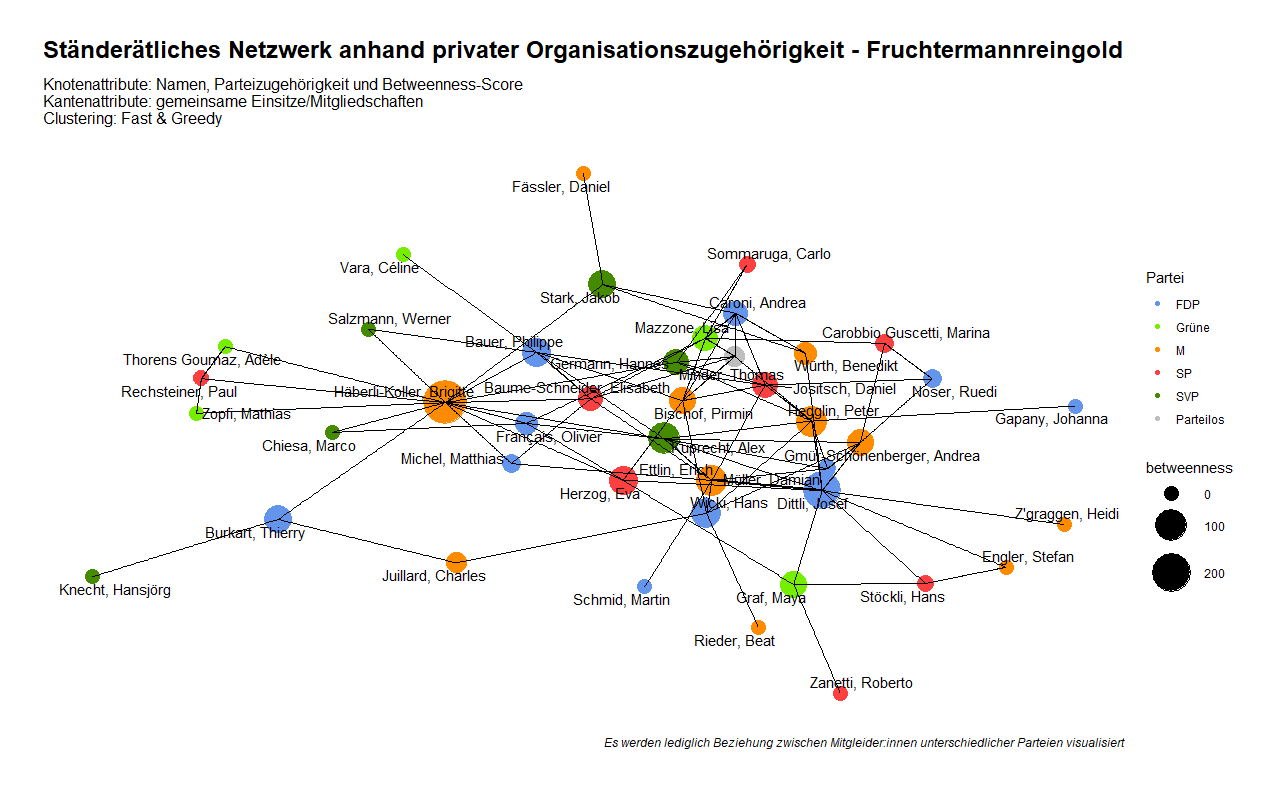 Ständerätliches Netzwerk anhand privater Organisationszugehörigkeit - Fruchtermannreingold
Knotenattribute: Namen, Parteizugehörigkeit und Betweenness-Score
Kantenattribute: gemeinsame Einsitze/Mitgliedschaften
Clustering: Fast & Greedy
Fässler, Daniel
Sommaruga, Carlo
Vara, Céline
Stark, Jakob
Caroni, Andrea
Salzmann, Werner
Mazzone, Lisa
Carobbio Guscetti, Marina
Bauer, Philippe
Thorens Goumaz, Adèle
Germann, Hannes
Würth, Benedikt
Minder, Thomas
Rechsteiner, Paul
Häberli-Koller, Brigitte
Baume-Schneider, Elisabeth
Jositsch, Daniel
Noser, Ruedi
Zopfi, Mathias
Bischof, Pirmin
Hegglin, Peter
Gapany, Johanna
Chiesa, Marco
Français, Olivier
Kuprecht, Alex
Michel, Matthias
Gmür-Schönenberger, Andrea
Ettlin, Erich
Müller, Damian
Herzog, Eva
Wicki, Hans
Dittli, Josef
Z'graggen, Heidi
Burkart, Thierry
Engler, Stefan
Juillard, Charles
Knecht, Hansjörg
Schmid, Martin
Graf, Maya
Stöckli, Hans
Rieder, Beat
Zanetti, Roberto
Partei
FDP
Grüne
M
SP
SVP
Parteilos
betweenness
0
100
200
Es werden lediglich Beziehung zwischen Mitgleider:innen unterschiedlicher Parteien visualisiert